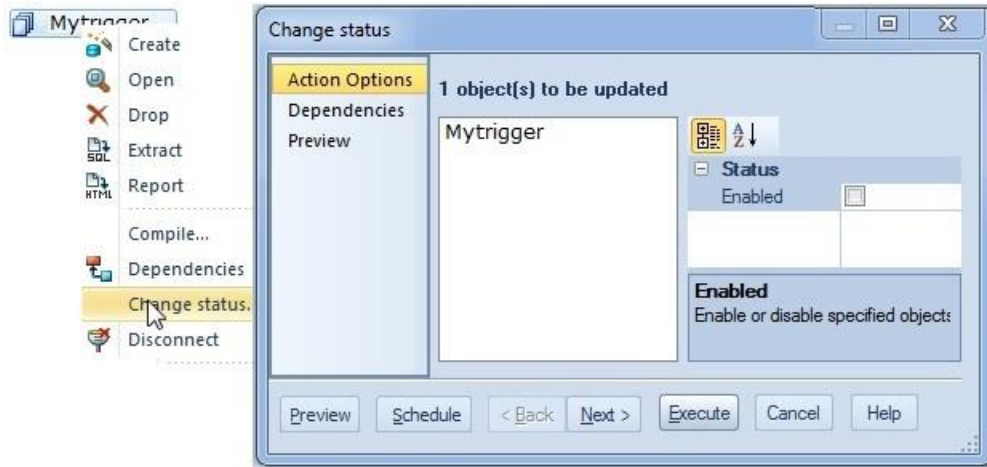 Mytrigger
Create
Open
Drop
SQL
Extract
HTML
Report
Compile...
Dependencies
Change status.
Disconnect
Change status
Action Options
Dependencies
Preview
1 object(s) to be updated
Mytrigger
A
Z
Status
Enabled
Enabled
Enable or disable specified objects
Preview
Schedule
< Back
Next >
Execute
Cancel
Help